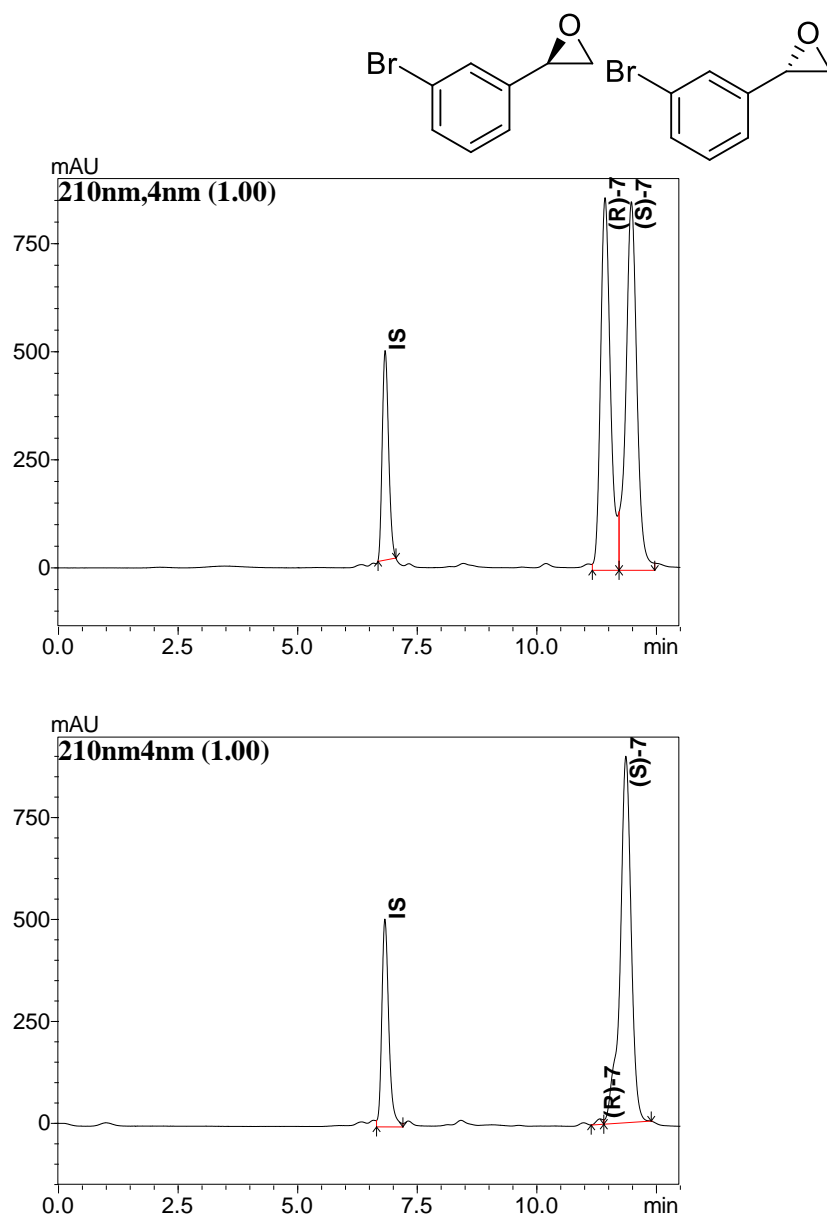 O
Br
O
Br
mAU
210nm,4nm (1.00)
(R)-7
(S)-7
750
IS
500
250
0
0.0 2.5 5.0 7.5 10.0 min
mAU
210nm4nm (1.00)
(S)-7
750
IS
500
250
(R)-7
0
0.0 2.5 5.0 7.5 10.0 min